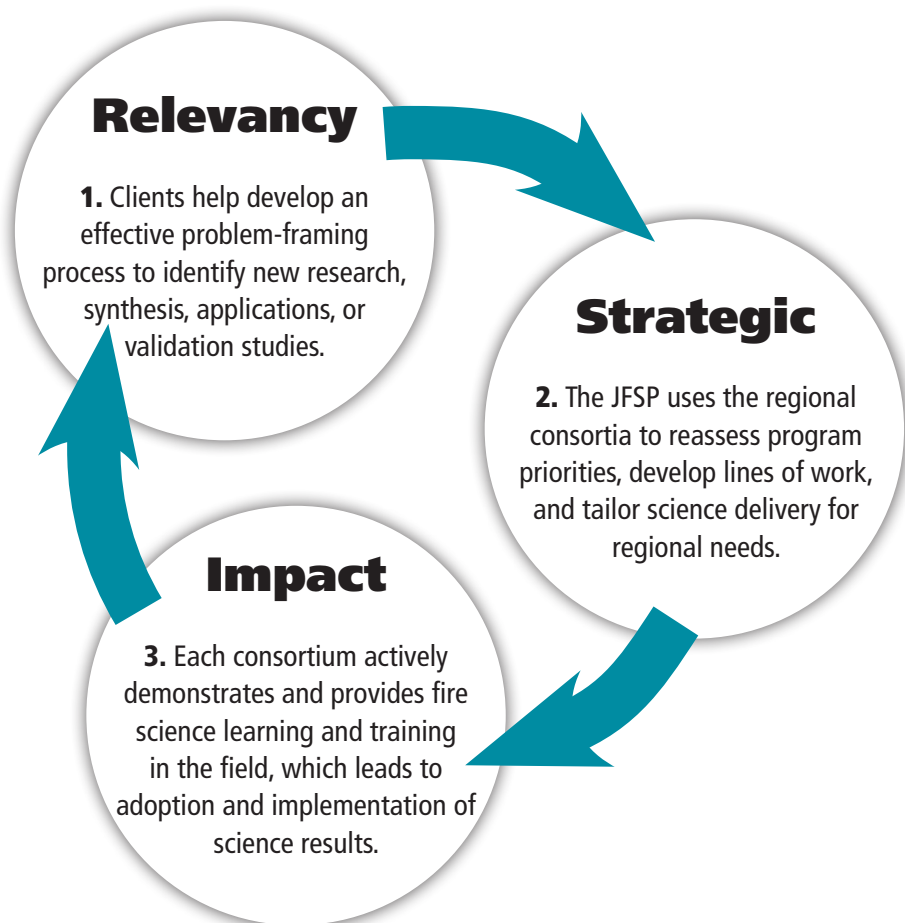 Relevancy
1. Clients help develop an
effective problem-framing
process to identify new research,
synthesis, applications, or
validation studies.
Strategic
2. The JFSP uses the regional
consortia to reassess program
priorities, develop lines of work,
and tailor science delivery for
regional needs.
Impact
3. Each consortium actively
demonstrates and provides fire
science learning and training
in the field, which leads to
adoption and implementation of
science results.